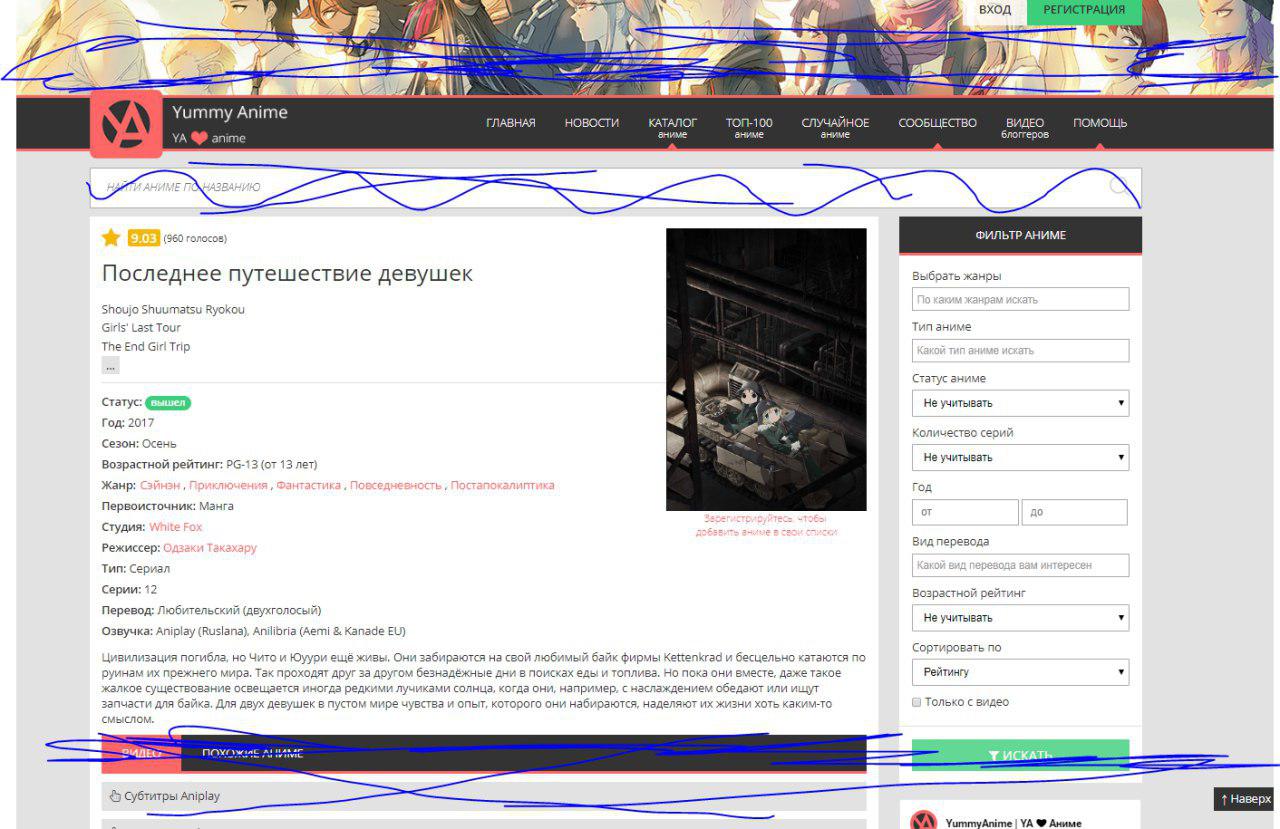 ВХОД
РЕГИСТРАЦИЯ
Yummy Anime
YA ❤ anime
ГЛАВНАЯ
НОВОСТИ
КАТАЛОГ
аниме
ТОП-100
аниме
СЛУЧАЙНОЕ
аниме
СООБЩЕСТВО
ВИДЕО
блоггеров
ПОМОЩЬ
НАЙТИ АНИМЕ ПО НАЗВАНИЮ
9.03 (960 голосов)
Последнее путешествие девушек
Shoujo Shuumatsu Ryokou
Girls' Last Tour
The End Girl Trip
...
Статус: вышел
Год: 2017
Сезон: Осень
Возрастной рейтинг: PG-13 (от 13 лет)
Жанр: Сэйнэн , Приключения , Фантастика , Повседневность , Постапокалиптика
Первоисточник: Манга
Студия: White Fox
Режиссер: Одзаки Такахару
Тип: Сериал
Серии: 12
Перевод: Любительский (двухголосый)
Озвучка: Aniplay (Ruslana), Anilibria (Aemi & Kanade EU)
Зарегистрируйтесь, чтобы
добавить аниме в свои списки
Цивилизация погибла, но Чито и Юуури ещё живы. Они забираются на свой любимый байк фирмы Kettenkrad и бесцельно катаются по
руинам их прежнего мира. Так проходят друг за другом безнадёжные дни в поисках еды и топлива. Но пока они вместе, даже такое
жалкое существование освещается иногда редкими лучиками солнца, когда они, например, с наслаждением обедают или ищут
запчасти для байка. Для двух девушек в пустом мире чувства и опыт, которого они набираются, наделяют их жизни хоть каким-то
смыслом.
ВИДЕО
ПОХОЖИЕ АНИМЕ
Субтитры Aniplay
ФИЛЬТР АНИМЕ
Выбрать жанры
По каким жанрам искать
Тип аниме
Какой тип аниме искать
Статус аниме
Не учитывать
Количество серий
Не учитывать
Год
от
до
Вид перевода
Какой вид перевода вам интересен
Возрастной рейтинг
Не учитывать
Сортировать по
Рейтингу
Только с видео
ИСКАТЬ
↑ Наверх
YummyAnime | YA ❤ Аниме